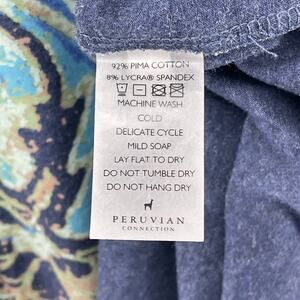 92% PIMA COTTON
8% LYCRA® SPANDEX
MACHINE WASH
COLD
DELICATE CYCLE
MILD SOAP
LAY FLAT TO DRY
DO NOT TUMBLE DRY
DO NOT HANG DRY
PERUVIAN
CONNECTION